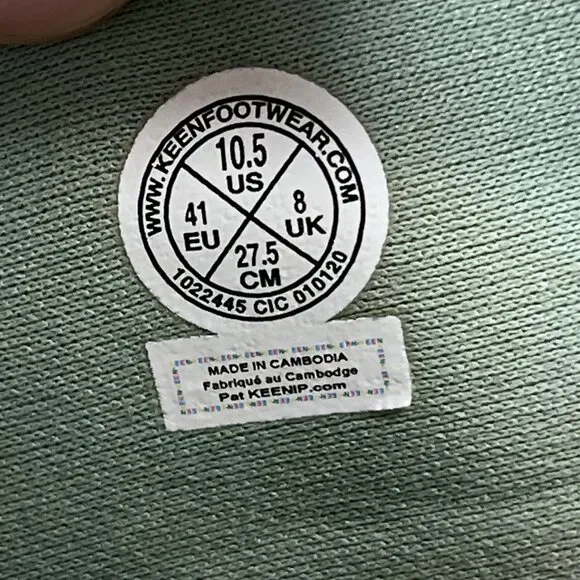 WWW.KEENFOOTWEAR.COM
10.5
US
41
EU
8
UK
27.5
CM
1022445 CIC 010120
MADE IN CAMBODIA
Fabriqué au Cambodge
Pat KEENIP.com